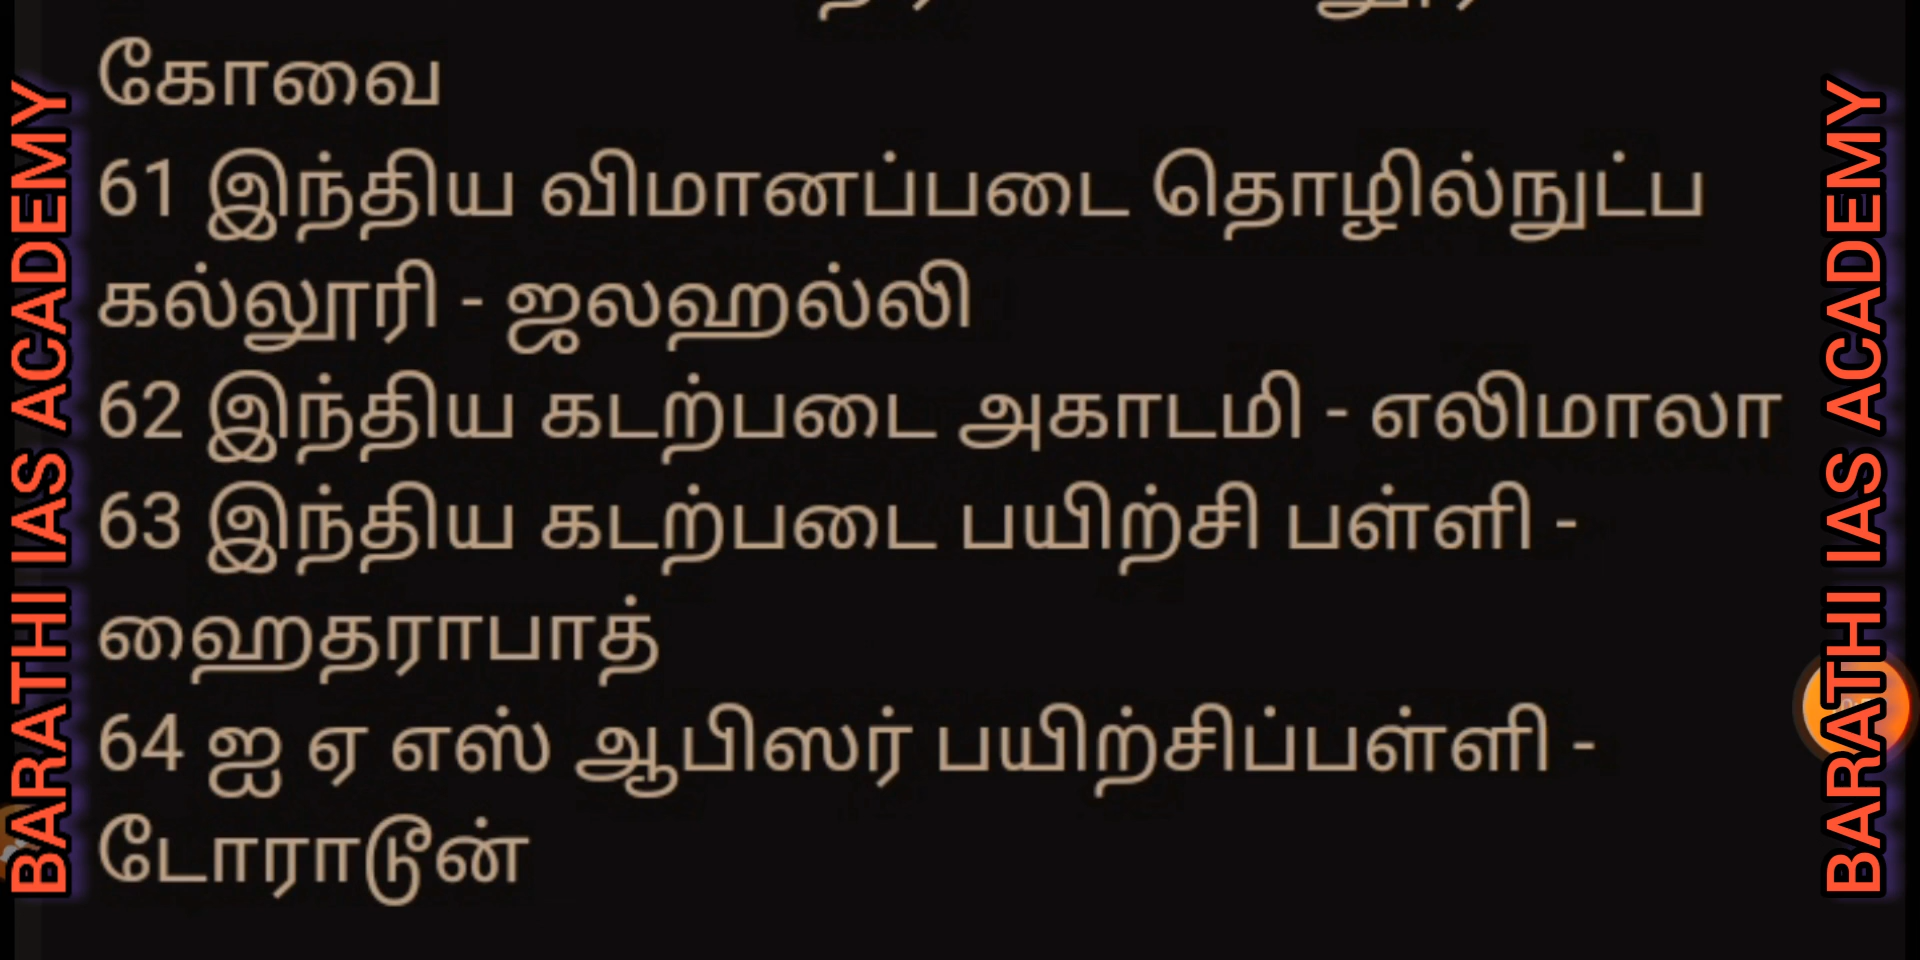 கோவை
61 இந்திய விமானப்படை தொழில்நுட்ப
கல்லூரி - ஜலஹல்லி
62 இந்திய கடற்படை அகாடமி - எலிமாலா
63 இந்திய கடற்படை பயிற்சி பள்ளி -
ஹைதராபாத்
64 ஐ ஏ எஸ் ஆபிஸர் பயிற்சிப்பள்ளி -
டோராடூன்
BARATHI IAS ACADEMY
BARATHI IAS ACADEMY